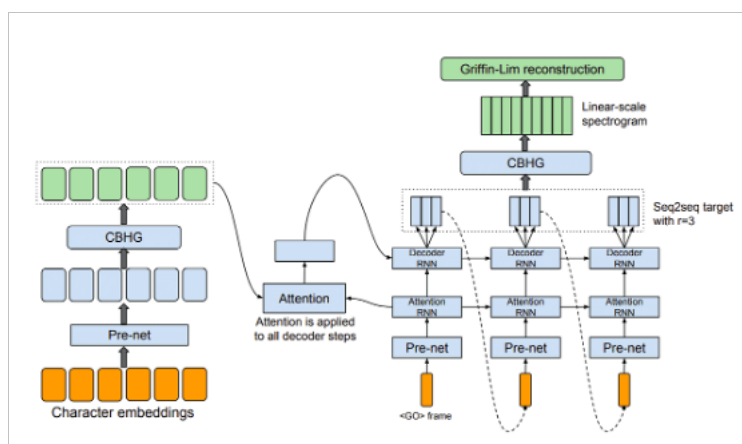 Griffin-Lim reconstruction
Linear-scale
spectrogram
CBHG
Seq2seq target
with r=3
CBHG
Decoder
RNN
Decoder
RNN
Decoder
RNN
Attention
Attention is applied
to all decoder steps
Attention
RNN
Attention
RNN
Attention
RNN
Pre-net
Pre-net
Pre-net
Pre-net
Character embeddings
<GO> frame